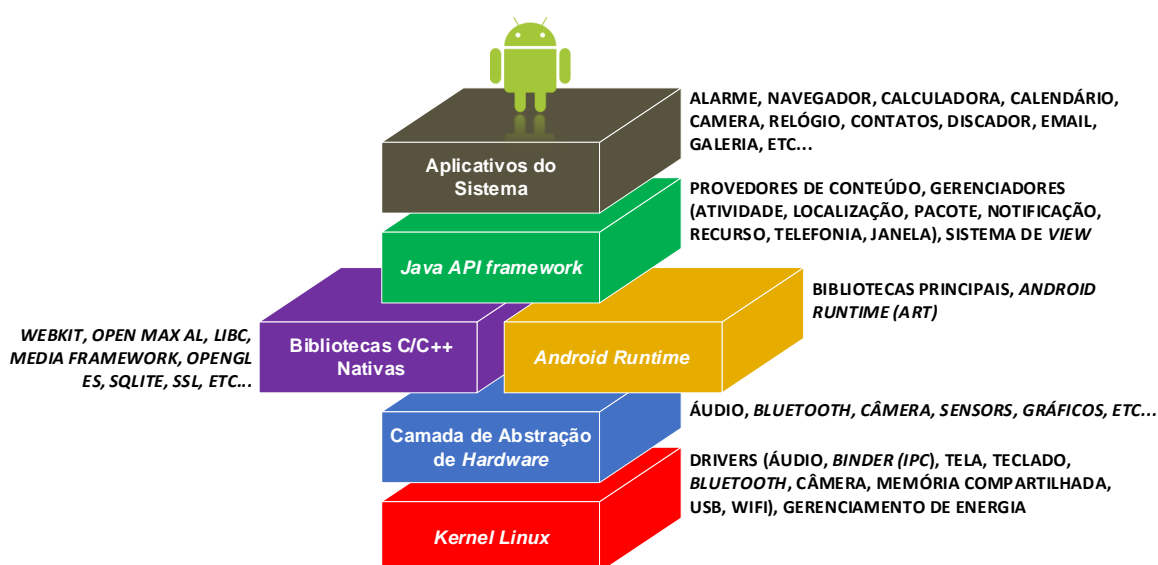 ALARME, NAVEGADOR, CALCULADORA, CALENDÁRIO,
CAMERA, RELÓGIO, CONTATOS, DISCADOR, EMAIL,
GALERIA, ETC...
Aplicativos do
Sistema
PROVEDORES DE CONTEÚDO, GERENCIADORES
(ATIVIDADE, LOCALIZAÇÃO, PACOTE, NOTIFICAÇÃO,
RECURSO, TELEFONIA, JANELA), SISTEMA DE VIEW
Java API framework
BIBLIOTECAS PRINCIPAIS, ANDROID
RUNTIME (ART)
WEBKIT, OPEN MAX AL, LIBC,
MEDIA FRAMEWORK, OPENGL
ES, SQLITE, SSL, ETC...
Bibliotecas C/C++
Nativas
Android Runtime
ÁUDIO, BLUETOOTH, CÂMERA, SENSORS, GRÁFICOS, ETC...
Camada de Abstração
de Hardware
DRIVERS (ÁUDIO, BINDER (IPC), TELA, TECLADO,
BLUETOOTH, CÂMERA, MEMÓRIA COMPARTILHADA,
USB, WIFI), GERENCIAMENTO DE ENERGIA
Kernel Linux